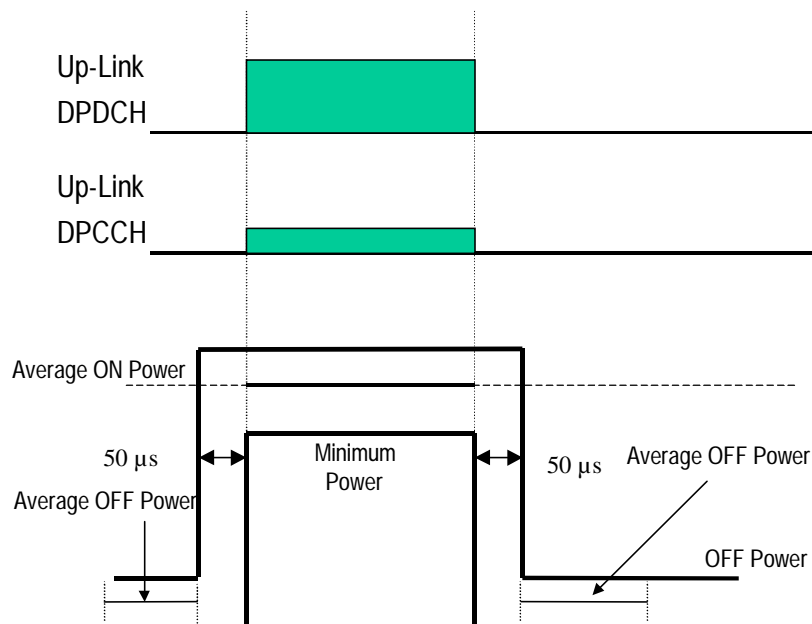 Up-Link
DPDCH
Up-Link
DPCCH
Average ON Power
50 µs
Minimum
Power
50 µs
Average OFF Power
Average OFF Power
OFF Power